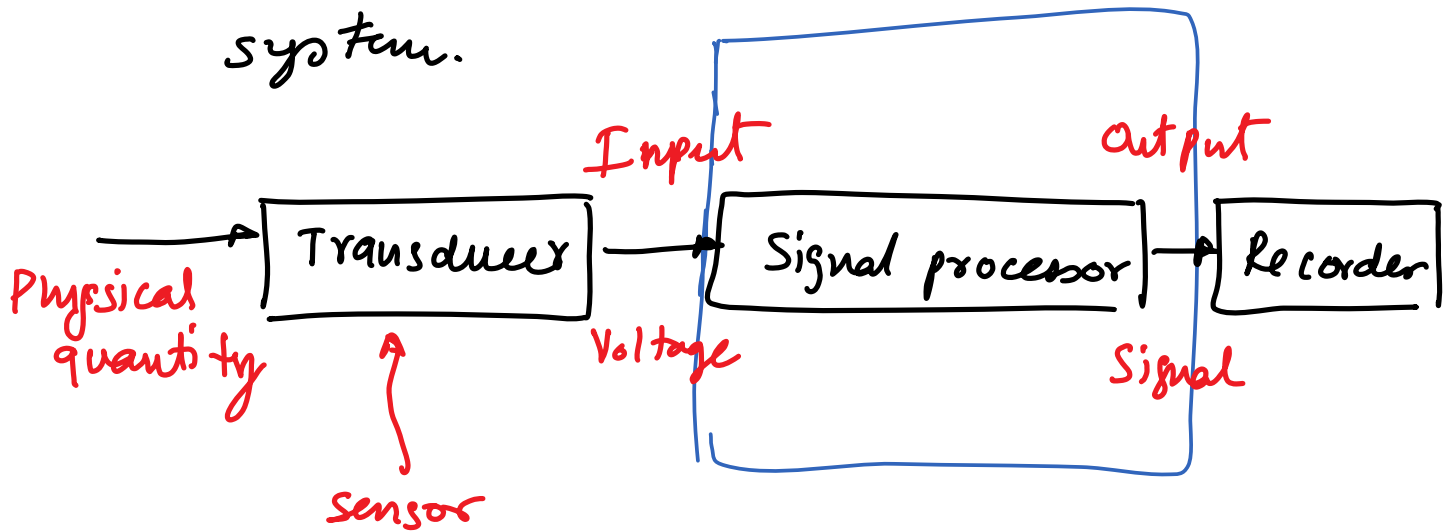 system.
Input
Output
Transducer
Signal processor
Recorder
Physical
quantity
Voltage
Signal
sensor